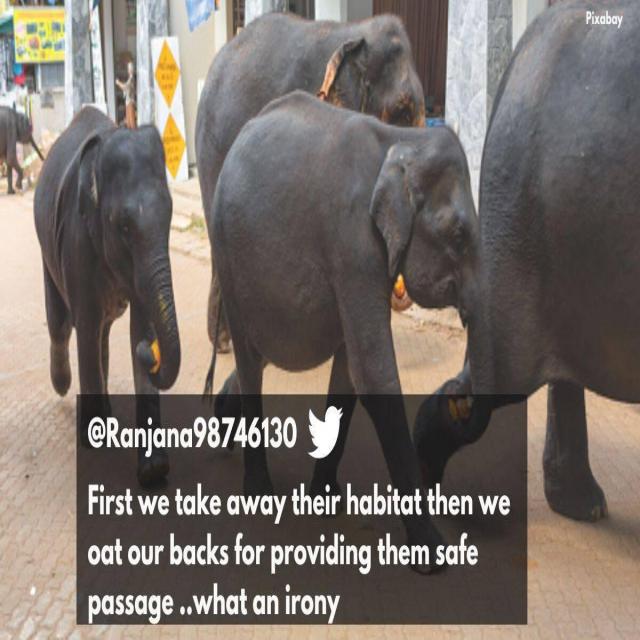 Pixabay
@Ranjana98746130
First we take away their habitat then we
oat our backs for providing them safe
passage ..what an irony